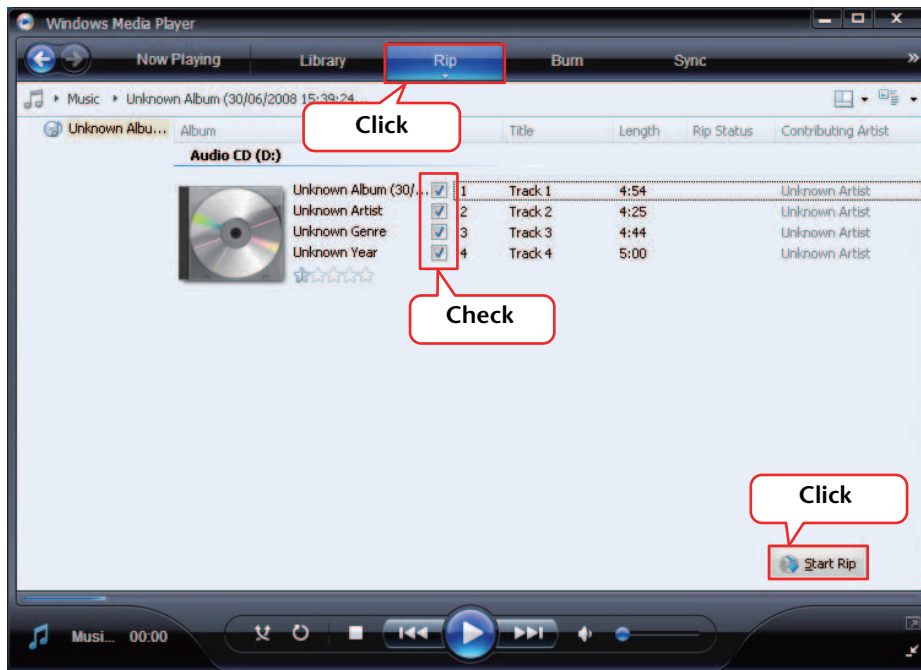 Windows Media Player
Now Playing Library Rip Burn Sync »
Music Unknown Album (30/06/2008 15:39:24...
Click
Unknown Albu... Album Title Length Rip Status Contributing Artist
Audio CD (D:)
Unknown Album (30/... 1 Track 1 4:54 Unknown Artist
Unknown Artist 2 Track 2 4:25 Unknown Artist
Unknown Genre 3 Track 3 4:44 Unknown Artist
Unknown Year 4 Track 4 5:00 Unknown Artist
Check
Click
Start Rip
Musi... 00:00